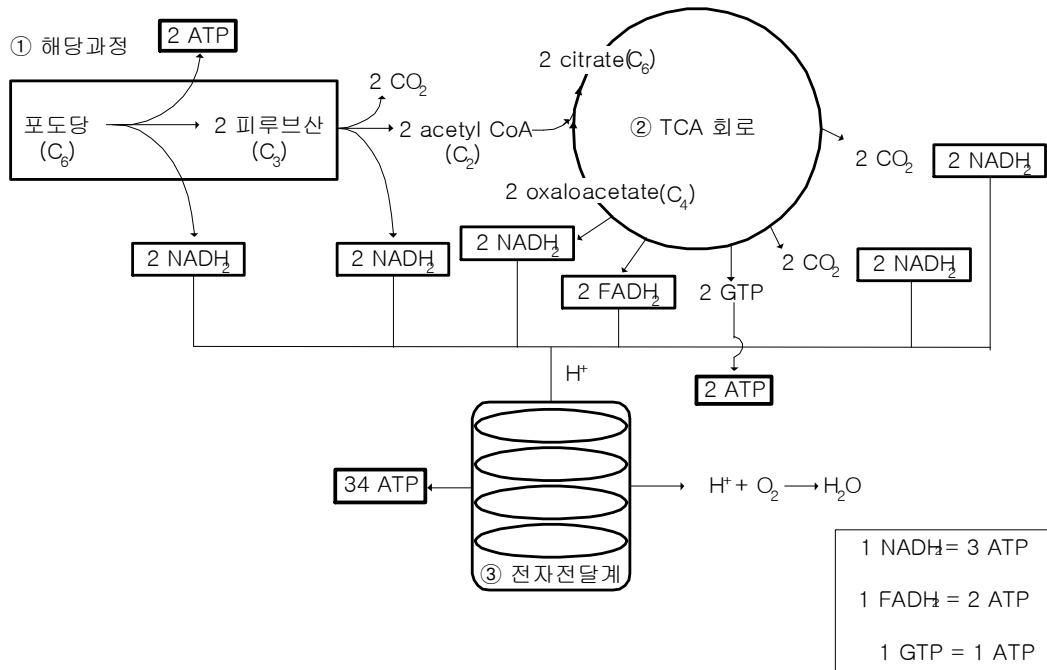 ① 해당과정
2 ATP
포도당
(C₆)
2 피루브산
(C₃)
2 CO₂
2 acetyl CoA
(C₂)
2 citrate(C₆)
② TCA 회로
2 oxaloacetate(C₄)
2 CO₂
2 NADH₂
2 NADH₂
2 NADH₂
2 NADH₂
2 FADH₂
2 GTP
2 CO₂
2 NADH₂
H⁺
2 ATP
34 ATP
H⁺ + O₂ → H₂O
③ 전자전달계
1 NADH₂ = 3 ATP
1 FADH₂ = 2 ATP
1 GTP = 1 ATP